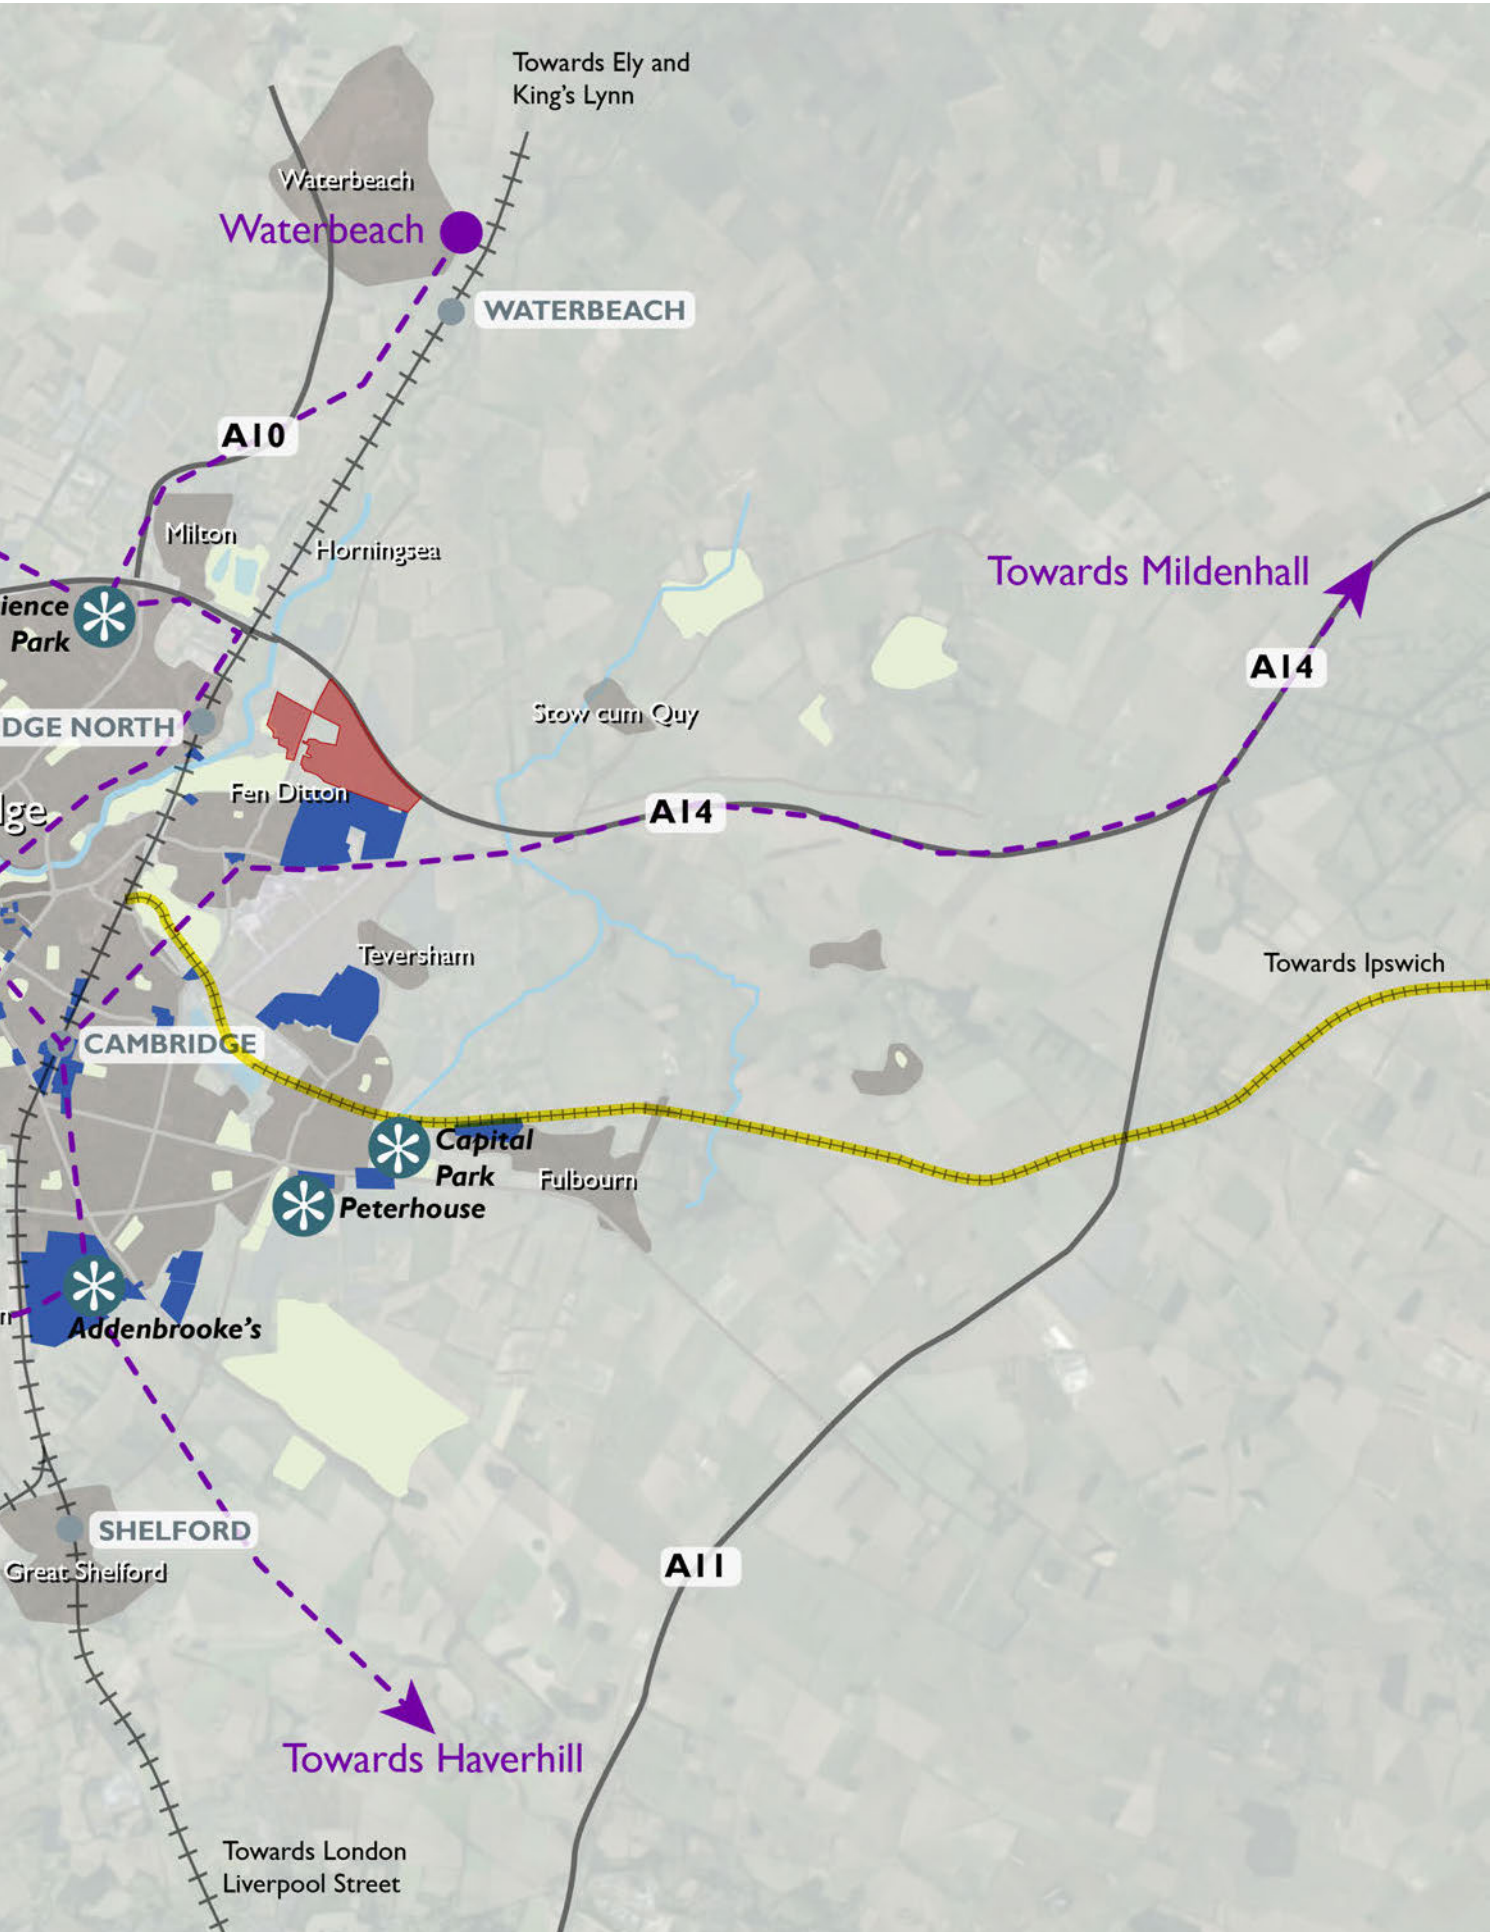 Towards Ely and
King's Lynn
Waterbeach
Waterbeach
WATERBEACH
A10
Milton
Horningsea
Towards Mildenhall
ience
Park
A14
Stow cum Quy
DGE NORTH
Fen Ditton
lge
A14
Teversham
Towards Ipswich
CAMBRIDGE
Capital
Park
Fulbourn
Peterhouse
n
Addenbrooke's
SHELFORD
Great Shelford
A11
Towards Haverhill
Towards London
Liverpool Street